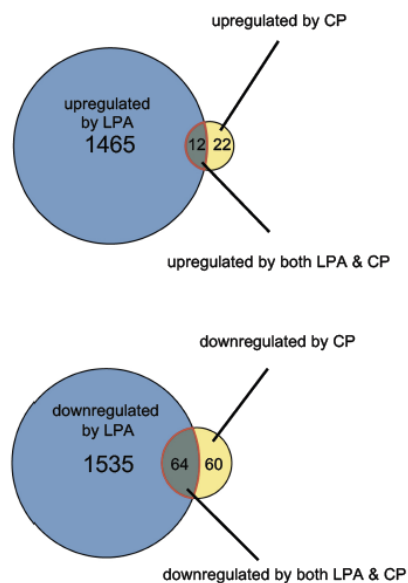 upregulated by CP
upregulated
by LPA
1465
12 22
upregulated by both LPA & CP
downregulated by CP
downregulated
by LPA
1535
64 60
downregulated by both LPA & CP